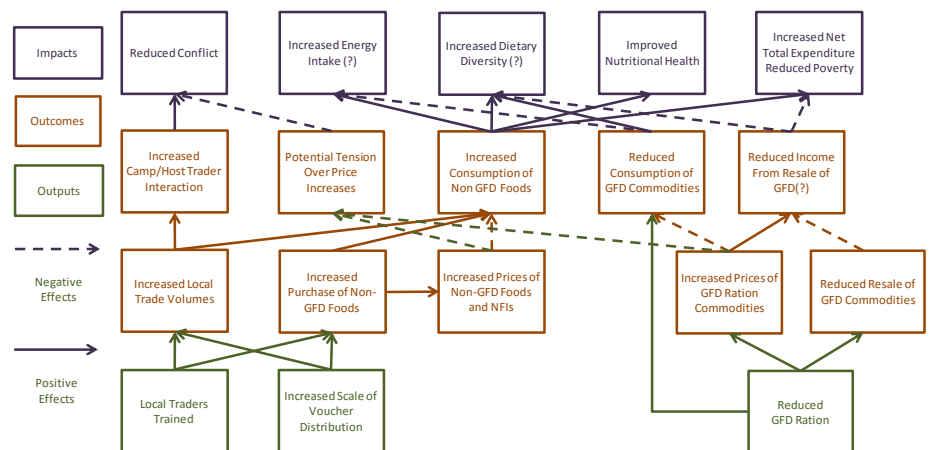 Impacts
Reduced Conflict
Increased Energy
Intake (?)
Increased Dietary
Diversity (?)
Improved
Nutritional Health
Increased Net
Total Expenditure
Reduced Poverty
Outcomes
Increased
Camp/Host Trader
Interaction
Potential Tension
Over Price
Increases
Increased
Consumption of
Non GFD Foods
Reduced
Consumption of
GFD Commodities
Reduced Income
From Resale of
GFD(?)
Outputs
Negative
Effects
Increased Local
Trade Volumes
Increased
Purchase of Non-
GFD Foods
Increased Prices of
Non-GFD Foods
and NFIs
Increased Prices of
GFD Ration
Commodities
Reduced Resale of
GFD Commodities
Positive
Effects
Local Traders
Trained
Increased Scale of
Voucher
Distribution
Reduced
GFD Ration